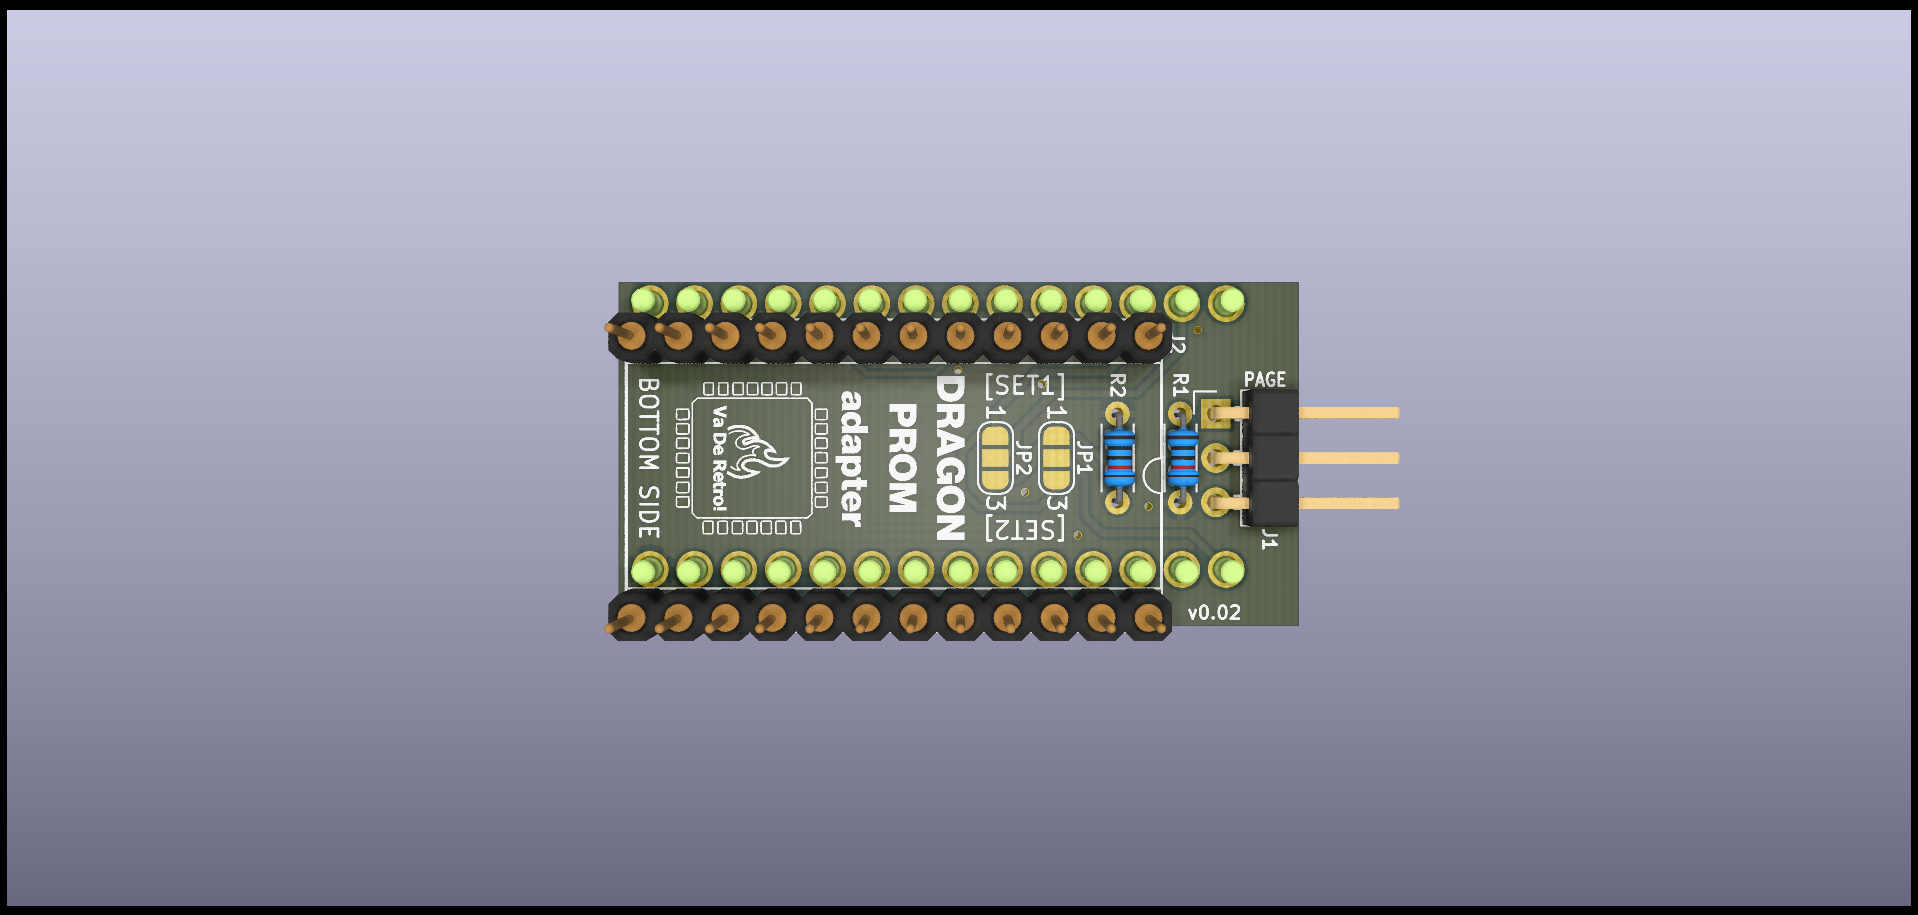 BOTTOM SIDE
Va De Retro!
adapter
PROM
DRAGON
[SET1]
1
1
JP2
JP1
3
3
[SET2]
R2
R1
J2
PAGE
J1
v0.02